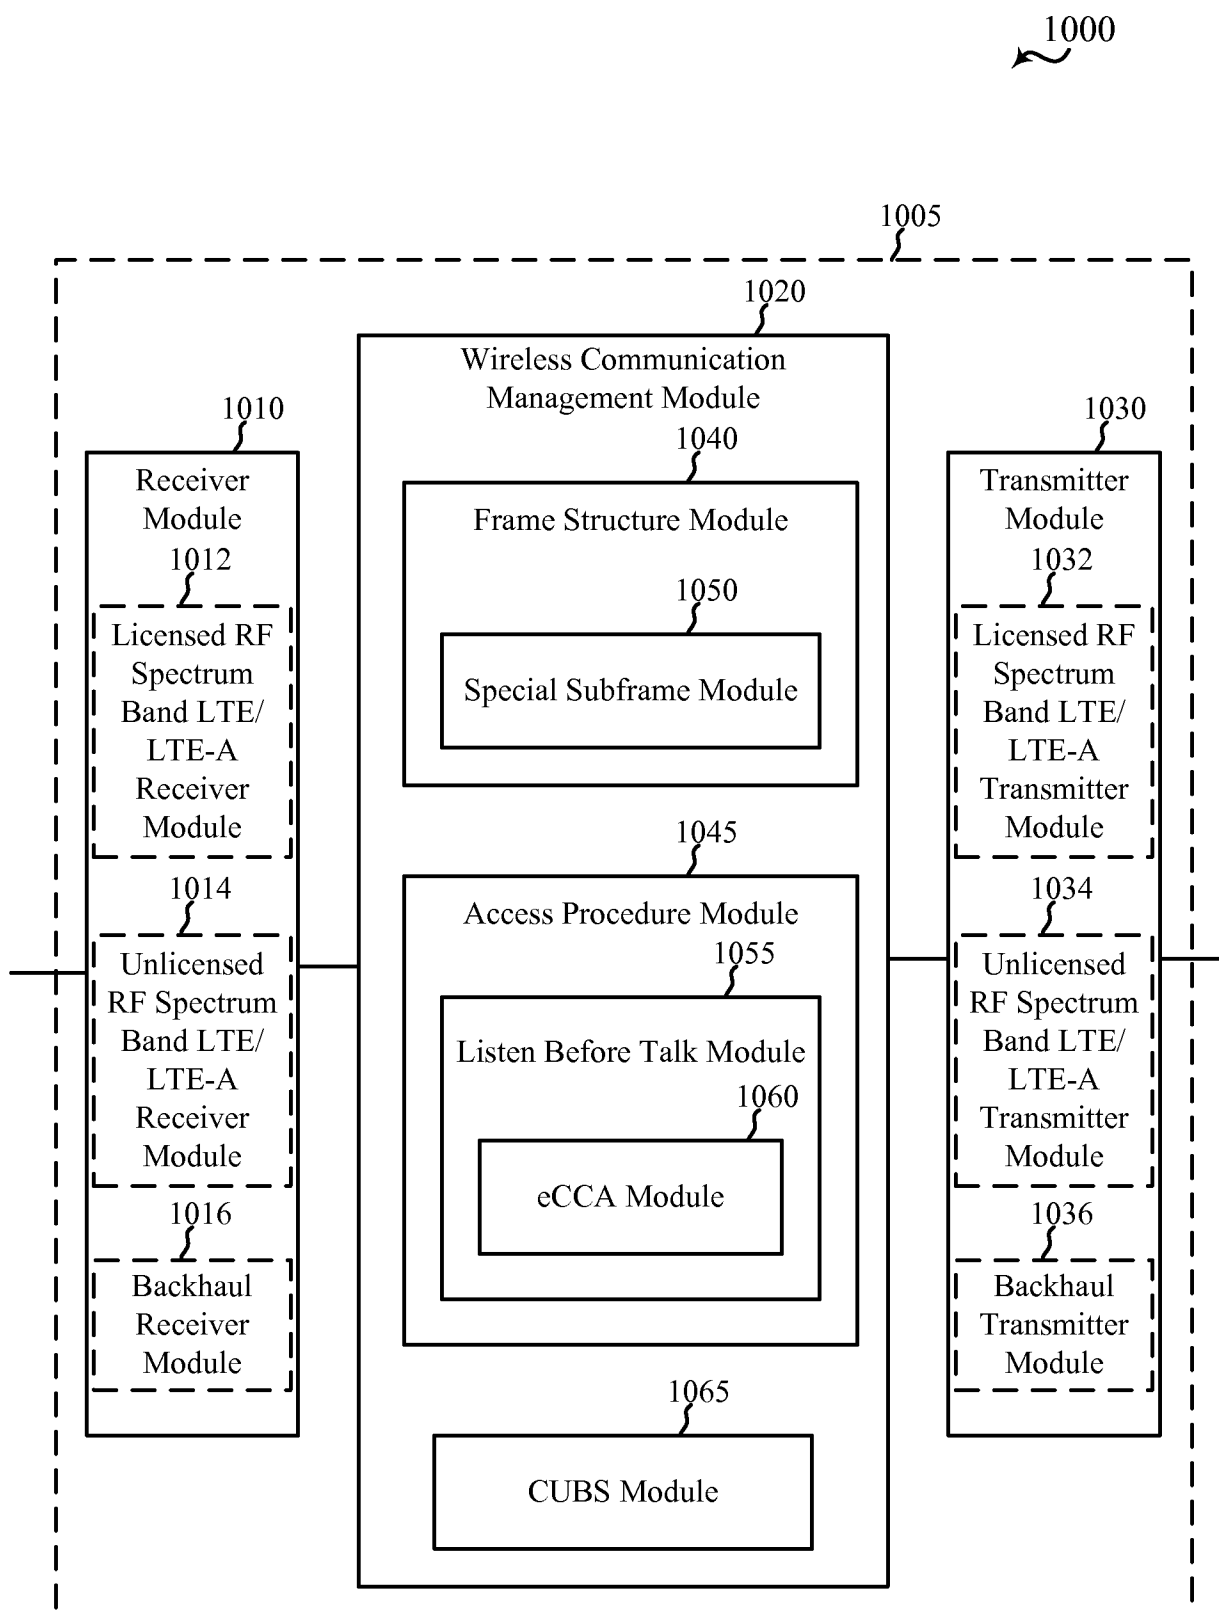 1000
1005
1020
Wireless Communication
Management Module
1010
Receiver
Module
1012
Licensed RF
Spectrum
Band LTE/
LTE-A
Receiver
Module
1014
Unlicensed
RF Spectrum
Band LTE/
LTE-A
Receiver
Module
1016
Backhaul
Receiver
Module
1040
Frame Structure Module
1050
Special Subframe Module
1045
Access Procedure Module
1055
Listen Before Talk Module
1060
eCCA Module
1065
CUBS Module
1030
Transmitter
Module
1032
Licensed RF
Spectrum
Band LTE/
LTE-A
Transmitter
Module
1034
Unlicensed
RF Spectrum
Band LTE/
LTE-A
Transmitter
Module
1036
Backhaul
Transmitter
Module